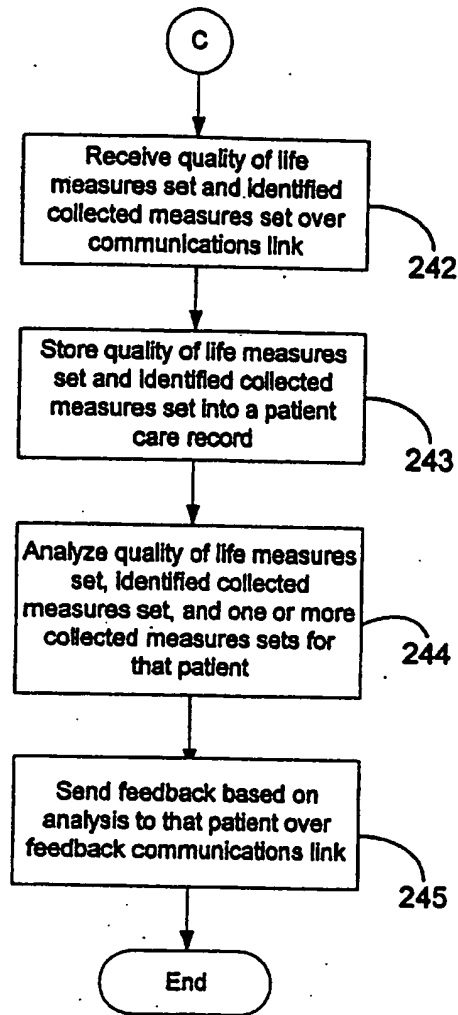 C
Receive quality of life
measures set and identified
collected measures set over
communications link
242
Store quality of life measures
set and identified collected
measures set into a patient
care record
243
Analyze quality of life measures
set, identified collected
measures set, and one or more
collected measures sets for
that patient
244
Send feedback based on
analysis to that patient over
feedback communications link
245
End